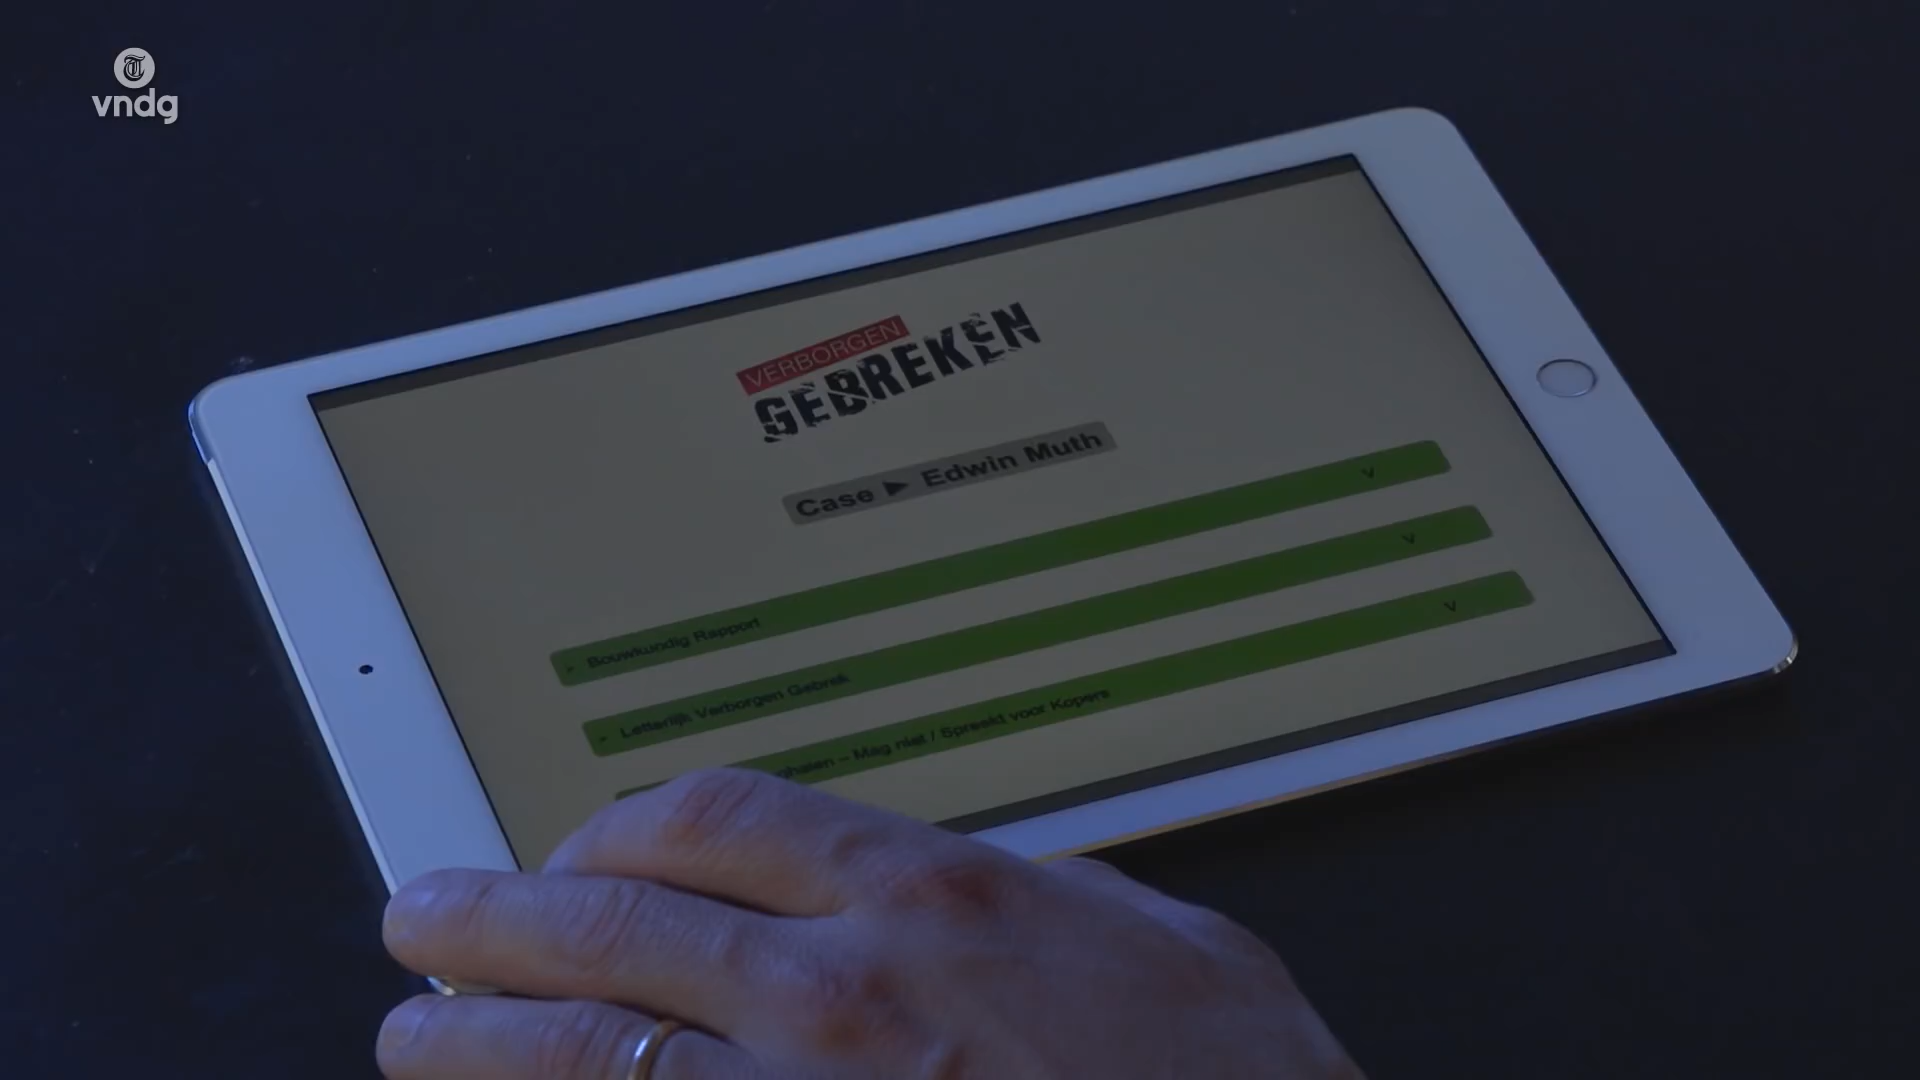 T
vndg
VERBORGEN
GEBREKEN
Case ► Edwin Muth
Bouwkundig Rapport V
Letterlijk Verborgen Gebrek V
– Mag niet / Spreekt voor Kopers V